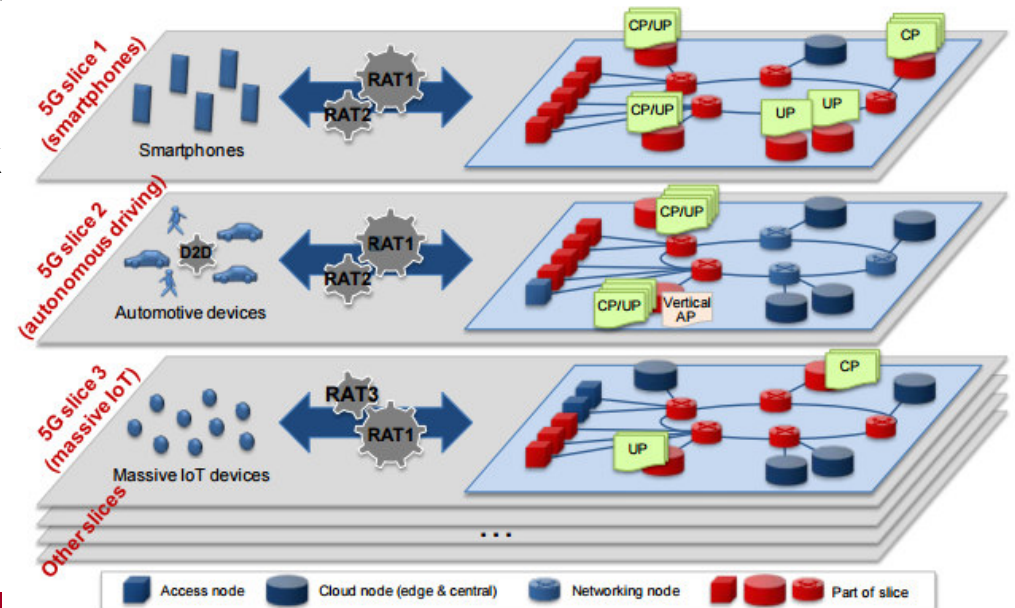 5G slice 1
(smartphones)
Smartphones
RAT1
RAT2
CP/UP
CP
CP/UP
UP
UP
5G slice 2
(autonomous driving)
D2D
Automotive devices
RAT1
RAT2
CP/UP
CP/UP
Vertical
AP
5G slice 3
(massive IoT)
Massive IoT devices
RAT3
RAT1
CP
UP
Other slices
...
Access node
Cloud node (edge & central)
Networking node
Part of slice